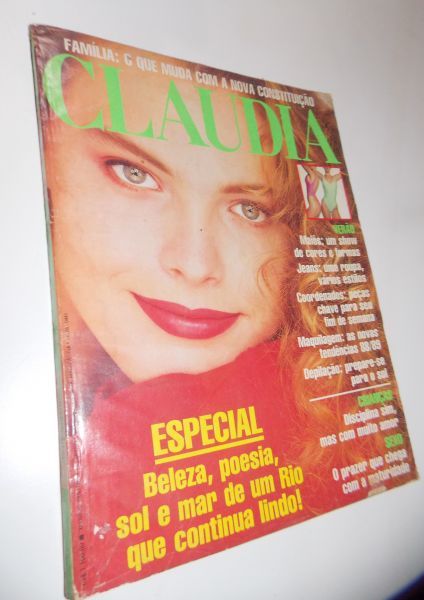 FAMÍLIA: O QUE MUDA COM A NOVA CONSTITUIÇÃO
CLAUDIA
VERÃO
Maiôs: um show
de cores e formas
Jeans: uma roupa,
vários estilos
Coordenados: peças
chave para seu
fim de semana
Maquilagem: as novas
tendências 88/89
Depilação: prepare-se
para o sol
CRIANÇAS
Disciplina sim,
mas com muito amor
SEXO
O prazer que chega
com a maturidade
ESPECIAL
Beleza, poesia,
sol e mar de um Rio
que continua lindo!